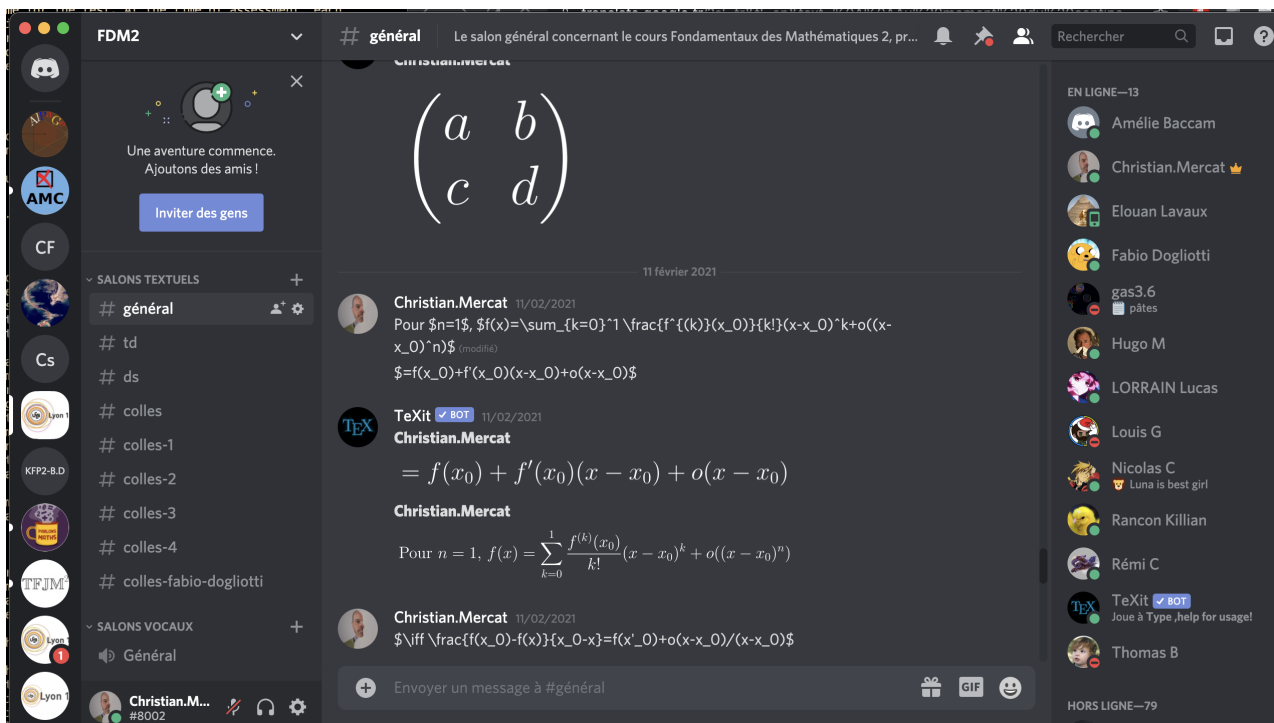 FDM2
général
Le salon général concernant le cours Fondamentaux des Mathématiques 2, pr...
Rechercher
AMC
CF
Cs
Lyon 1
KFP2-B.D
TFJM²
Lyon 1
1
Lyon 1
Une aventure commence.
Ajoutons des amis !
Inviter des gens
SALONS TEXTUELS
général
td
ds
colles
colles-1
colles-2
colles-3
colles-4
colles-fabio-dogliotti
SALONS VOCAUX
Général
Christian.M...
#8002
Christian.Mercat
a b
c d
11 février 2021
Christian.Mercat 11/02/2021
Pour $n=1$, $f(x)=\sum_{k=0}^1 \frac{f^{(k)}(x_0)}{k!}(x-x_0)^k+o((x-
x_0)^n)$ (modifié)
$=f(x_0)+f'(x_0)(x-x_0)+o(x-x_0)$
TEX
TeXit BOT 11/02/2021
Christian.Mercat
= f(x₀) + f′(x₀)(x − x₀) + o(x − x₀)
Christian.Mercat
Pour n = 1, f(x) = ∑_{k=0}^{1} f^{(k)}(x₀)/k! (x − x₀)^k + o((x − x₀)^n)
Christian.Mercat 11/02/2021
$\iff \frac{f(x_0)-f(x)}{x_0-x}=f(x'_0)+o(x-x_0)/(x-x_0)$
Envoyer un message à #général
GIF
EN LIGNE—13
Amélie Baccam
Christian.Mercat
Elouan Lavaux
Fabio Dogliotti
gas3.6
pâtes
Hugo M
LORRAIN Lucas
Louis G
Nicolas C
Luna is best girl
Rancon Killian
Rémi C
TEX
TeXit BOT
Joue à Type ,help for usage!
Thomas B
HORS LIGNE—79